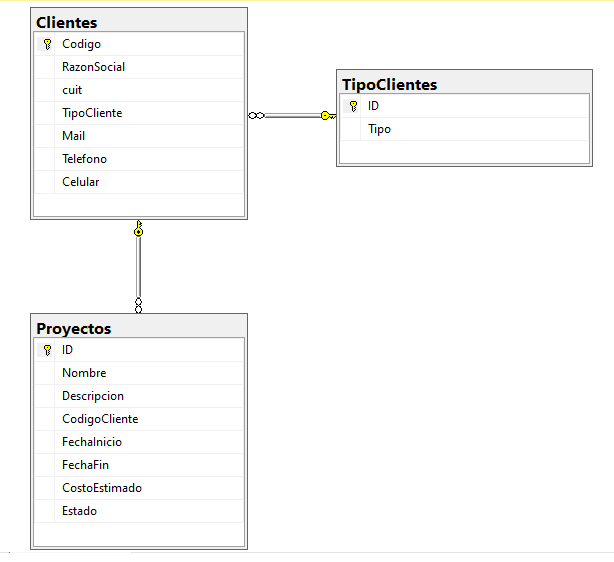 Clientes
Codigo
RazonSocial
cuit
TipoCliente
Mail
Telefono
Celular
TipoClientes
ID
Tipo
Proyectos
ID
Nombre
Descripcion
CodigoCliente
FechaInicio
FechaFin
CostoEstimado
Estado